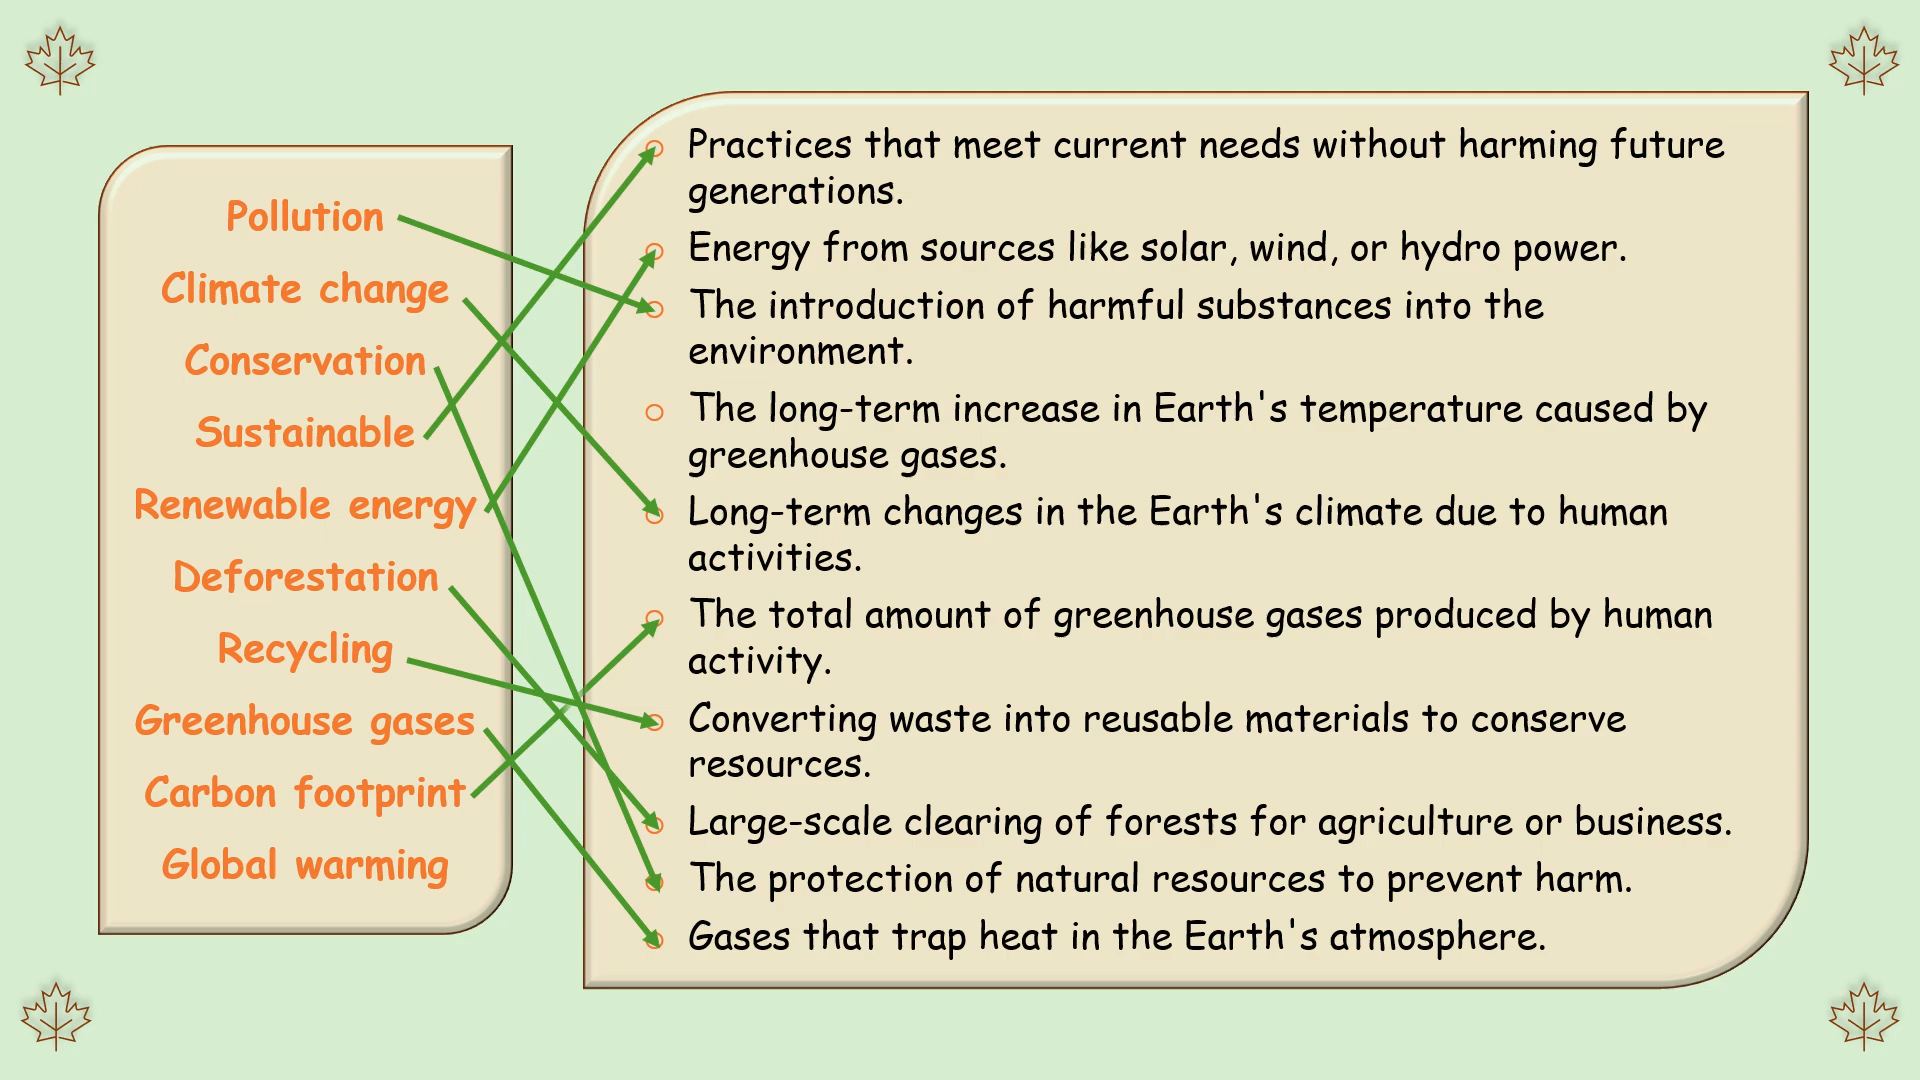 Pollution
Climate change
Conservation
Sustainable
Renewable energy
Deforestation
Recycling
Greenhouse gases
Carbon footprint
Global warming
Practices that meet current needs without harming future
generations.
Energy from sources like solar, wind, or hydro power.
The introduction of harmful substances into the
environment.
The long-term increase in Earth's temperature caused by
greenhouse gases.
Long-term changes in the Earth's climate due to human
activities.
The total amount of greenhouse gases produced by human
activity.
Converting waste into reusable materials to conserve
resources.
Large-scale clearing of forests for agriculture or business.
The protection of natural resources to prevent harm.
Gases that trap heat in the Earth's atmosphere.